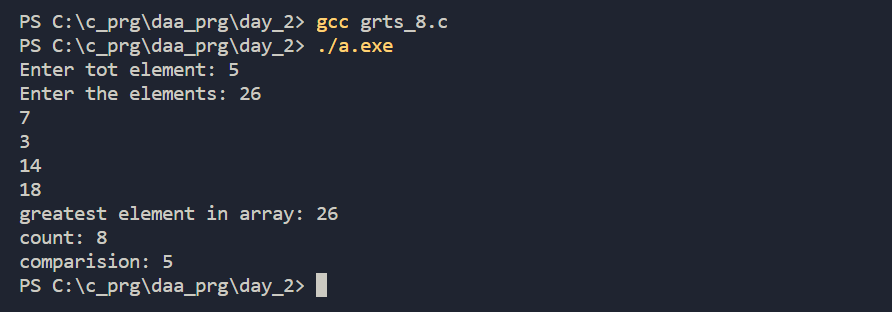 PS C:\c_prg\daa_prg\day_2> gcc grts_8.c
PS C:\c_prg\daa_prg\day_2> ./a.exe
Enter tot element: 5
Enter the elements: 26
7
3
14
18
greatest element in array: 26
count: 8
comparision: 5
PS C:\c_prg\daa_prg\day_2>